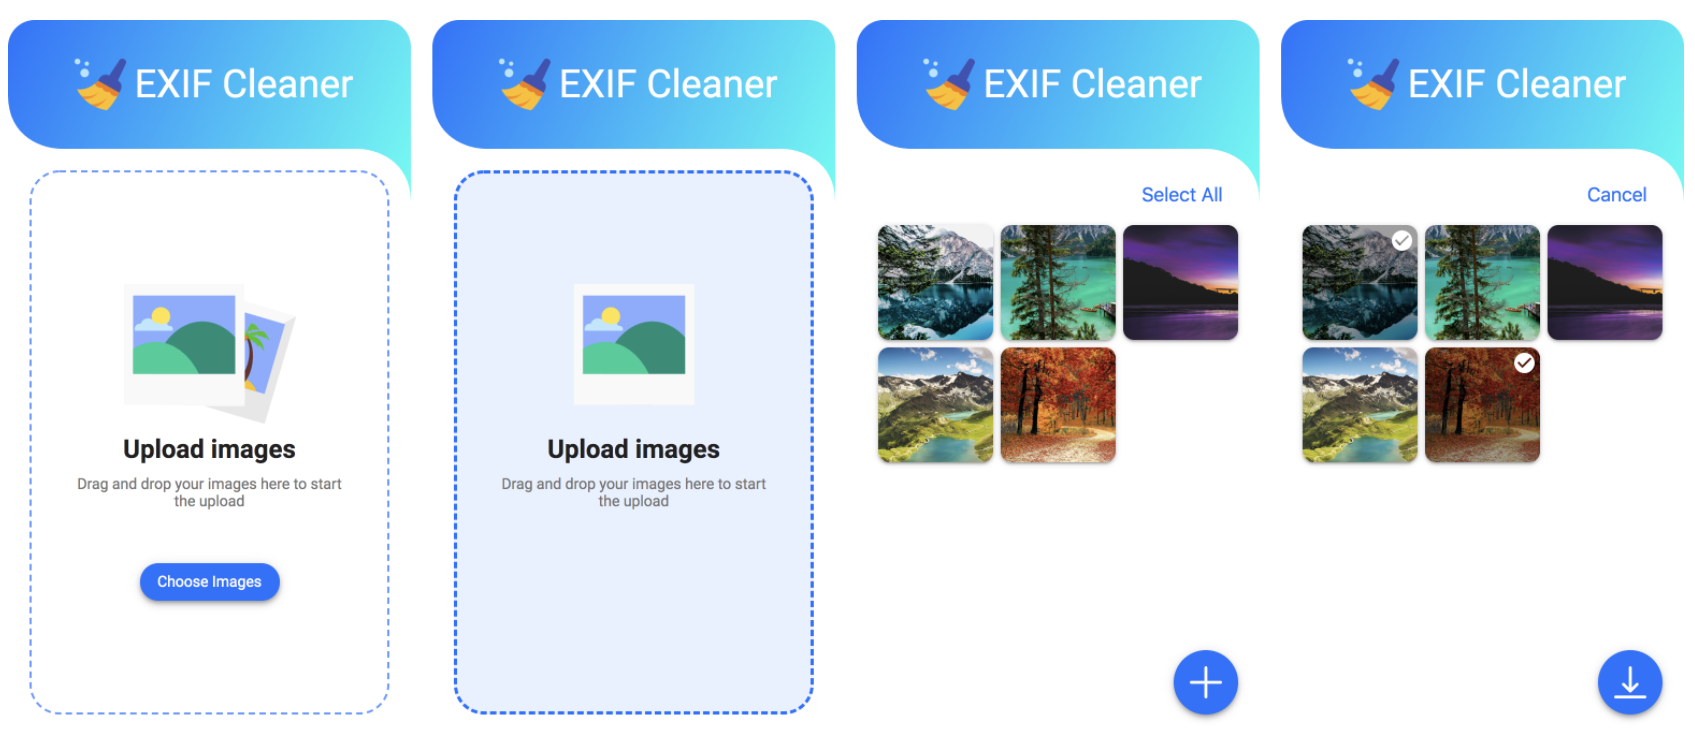 EXIF Cleaner
Upload images
Drag and drop your images here to start
the upload
Choose Images
EXIF Cleaner
Upload images
Drag and drop your images here to start
the upload
EXIF Cleaner
Select All
EXIF Cleaner
Cancel